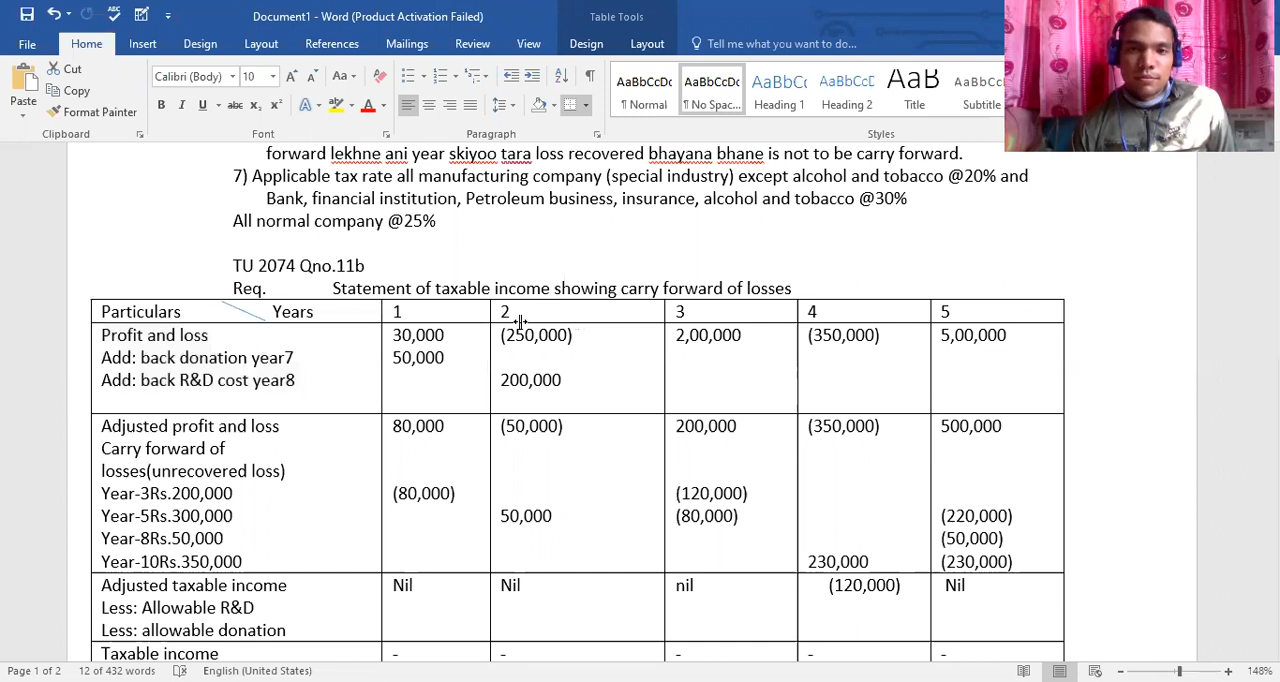 Document1 - Word (Product Activation Failed)
Table Tools
File Home Insert Design Layout References Mailings Review View Design Layout Tell me what you want to do...
Paste Cut Copy Format Painter
Calibri (Body) 10
AaBbCcDc ¶ Normal
AaBbCcDc ¶ No Spac...
AaBbCc Heading 1
AaBbCcC Heading 2
AaB Title
AaBbCcD Subtitle
Clipboard Font Paragraph Styles
forward lekhne ani year skiyoo tara loss recovered bhayana bhane is not to be carry forward.
7) Applicable tax rate all manufacturing company (special industry) except alcohol and tobacco @20% and
Bank, financial institution, Petroleum business, insurance, alcohol and tobacco @30%
All normal company @25%
TU 2074 Qno.11b
Req. Statement of taxable income showing carry forward of losses
Particulars Years 1 2 3 4 5
Profit and loss 30,000 (250,000) 2,00,000 (350,000) 5,00,000
Add: back donation year7 50,000
Add: back R&D cost year8 200,000
Adjusted profit and loss 80,000 (50,000) 200,000 (350,000) 500,000
Carry forward of
losses(unrecovered loss)
Year-3Rs.200,000 (80,000) (120,000)
Year-5Rs.300,000 50,000 (80,000) (220,000)
Year-8Rs.50,000 (50,000)
Year-10Rs.350,000 230,000 (230,000)
Adjusted taxable income Nil Nil nil (120,000) Nil
Less: Allowable R&D
Less: allowable donation
Taxable income - - - - -
Page 1 of 2 12 of 432 words English (United States) 148%